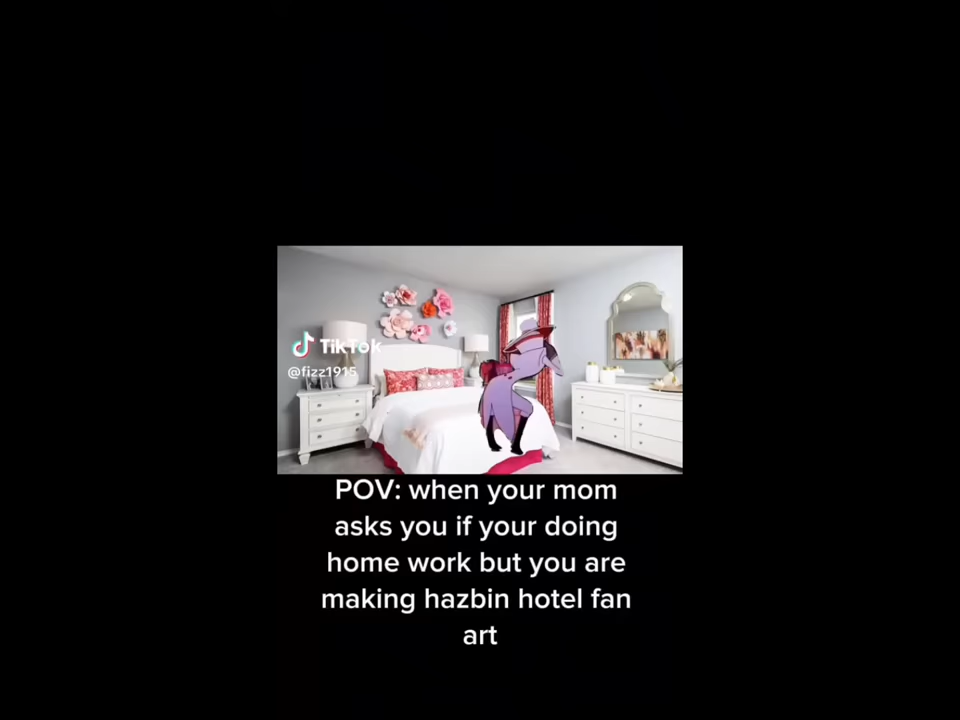 TikTok
@fizz1915
POV: when your mom
asks you if your doing
home work but you are
making hazbin hotel fan
art